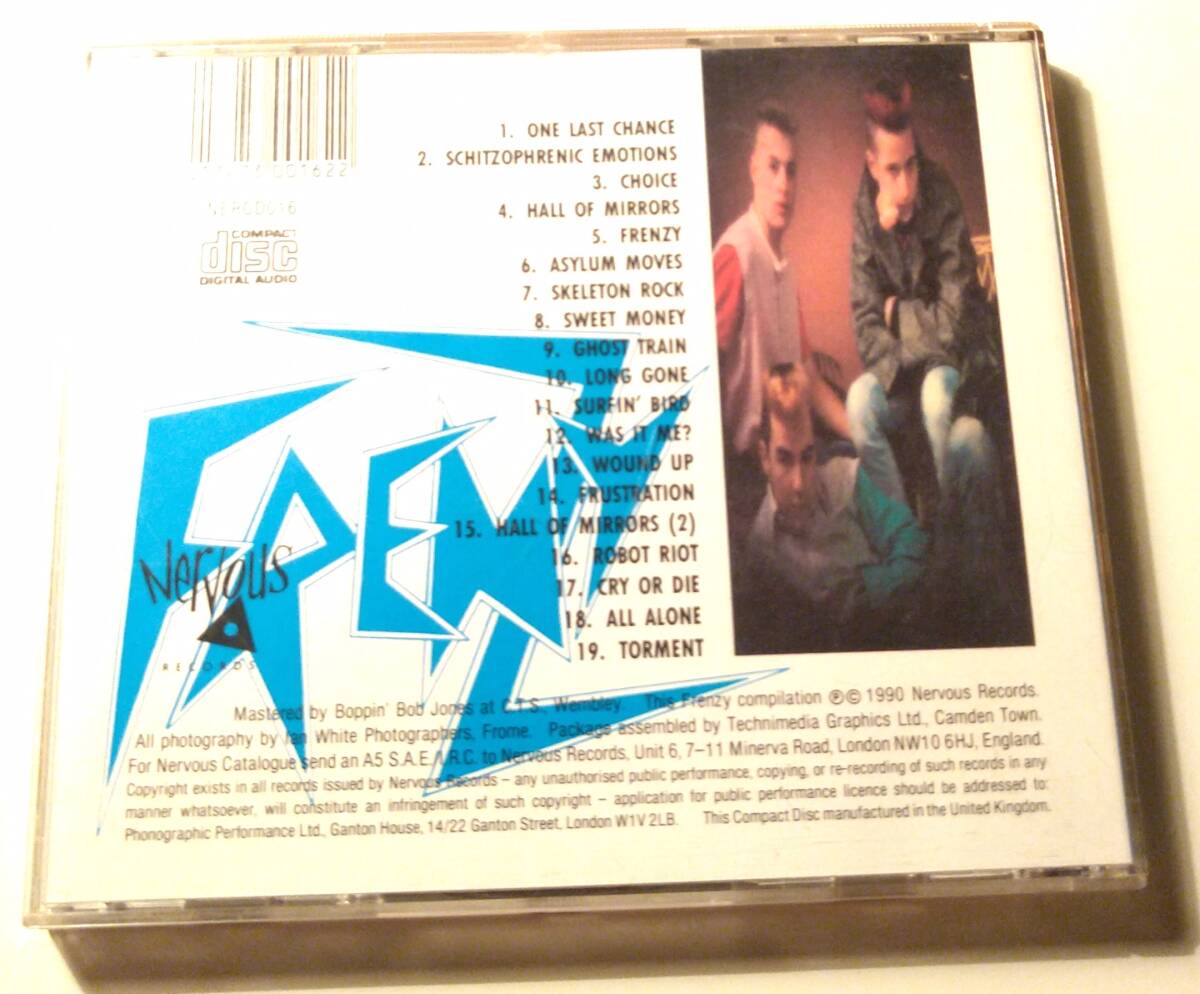 001622
NERCD016
COMPACT
disc
DIGITAL AUDIO
1. ONE LAST CHANCE
2. SCHITZOPHRENIC EMOTIONS
3. CHOICE
4. HALL OF MIRRORS
5. FRENZY
6. ASYLUM MOVES
7. SKELETON ROCK
8. SWEET MONEY
9. GHOST TRAIN
10. LONG GONE
11. SURFIN' BIRD
12. WAS IT ME?
13. WOUND UP
14. FRUSTRATION
15. HALL OF MIRRORS (2)
16. ROBOT RIOT
17. CRY OR DIE
18. ALL ALONE
19. TORMENT
FRENZY
Nervous
RECORDS
Mastered by Boppin' Bob Jones at C.T.S., Wembley. This Frenzy compilation ℗© 1990 Nervous Records.
All photography by Ian White Photographers, Frome. Package assembled by Technimedia Graphics Ltd., Camden Town.
For Nervous Catalogue send an A5 S.A.E./I.R.C. to Nervous Records, Unit 6, 7–11 Minerva Road, London NW10 6HJ, England.
Copyright exists in all records issued by Nervous Records – any unauthorised public performance, copying, or re-recording of such records in any
manner whatsoever, will constitute an infringement of such copyright – application for public performance licence should be addressed to:
Phonographic Performance Ltd., Ganton House, 14/22 Ganton Street, London W1V 2LB. This Compact Disc manufactured in the United Kingdom.